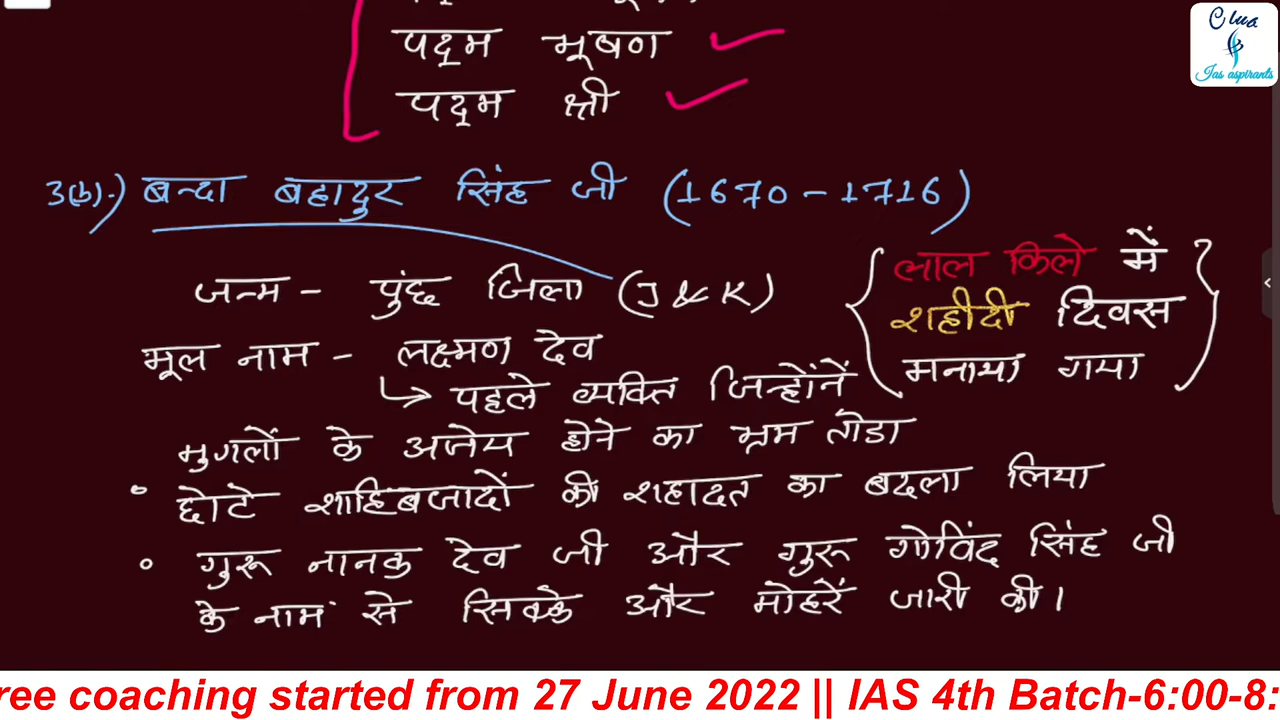 पद्म भूषण
पद्म श्री
3(b).) बन्दा बहादुर सिंह जी (1670-1716)
जन्म - पुंछ जिला (J & K)
मूल नाम - लक्ष्मण देव
↳ पहले व्यक्ति जिन्होंनें
मुगलों के अजेय होने का भ्रम तोडा
• छोटे शाहिबजादों की शहादत का बदला लिया
• गुरू नानक देव जी और गुरू गोविंद सिंह जी
के नाम से सिक्के और मोहरें जारी की।
लाल किले में
शहीदी दिवस
मनाया गया
Clue
Ias aspirants
ree coaching started from 27 June 2022 || IAS 4th Batch-6:00-8: